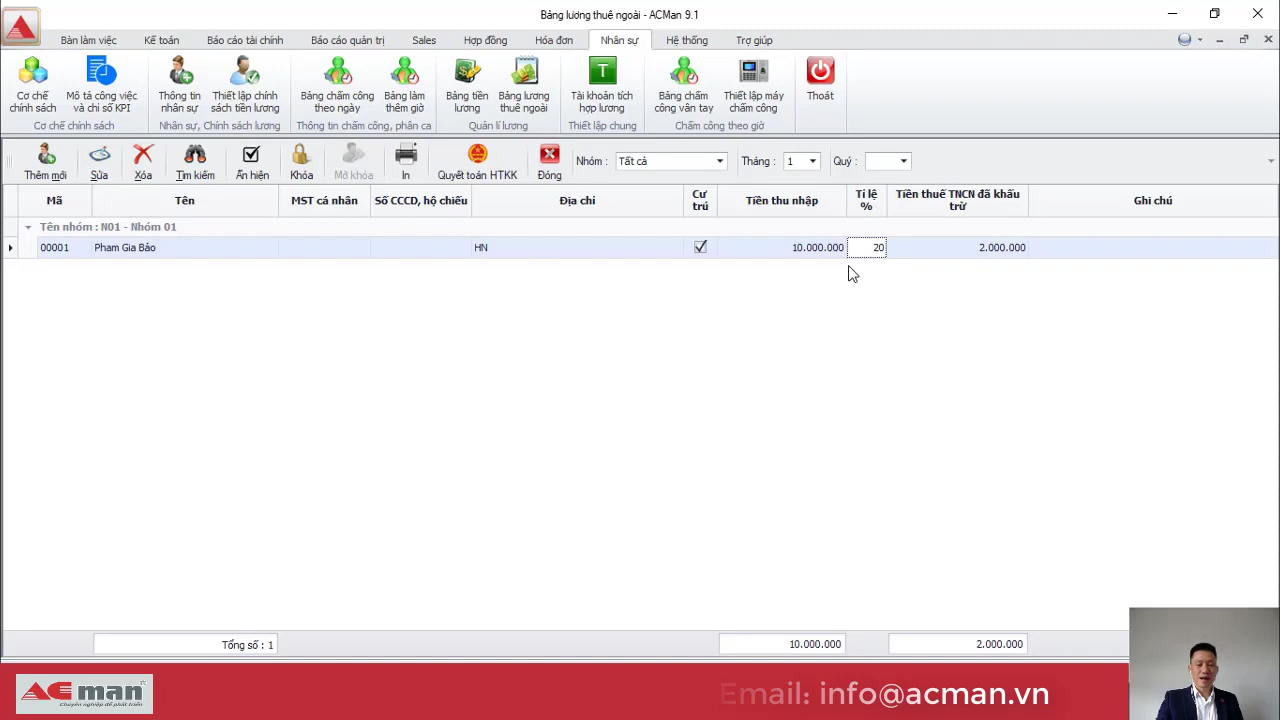 Bảng lương thuê ngoài - ACMan 9.1
Bàn làm việc Kế toán Báo cáo tài chính Báo cáo quản trị Sales Hợp đồng Hóa đơn Nhân sự Hệ thống Trợ giúp
Cơ chế chính sách
Mô tả công việc và chỉ số KPI
Thông tin nhân sự
Thiết lập chính sách tiền lương
Bảng chấm công theo ngày
Bảng làm thêm giờ
Bảng tiền lương
Bảng lương thuê ngoài
T
Tài khoản tích hợp lương
Bảng chấm công vân tay
Thiết lập máy chấm công
Thoát
Cơ chế chính sách Nhân sự, Chính sách lương Thông tin chấm công, phân ca Quản lí lương Thiết lập chung Chấm công theo giờ
Thêm mới Sửa Xóa Tìm kiếm Ẩn hiện Khóa Mở khóa In Quyết toán HTKK Đóng Nhóm : Tất cả Tháng : 1 Quý :
Mã Tên MST cá nhân Số CCCD, hộ chiếu Địa chỉ Cư trú Tiền thu nhập Tỉ lệ % Tiền thuế TNCN đã khấu trừ Ghi chú
Tên nhóm : N01 - Nhóm 01
00001 Phạm Gia Bảo HN 10.000.000 20 2.000.000
Tổng số : 1 10.000.000 2.000.000
ACman®
Chuyên nghiệp để phát triển
Email: info@acman.vn